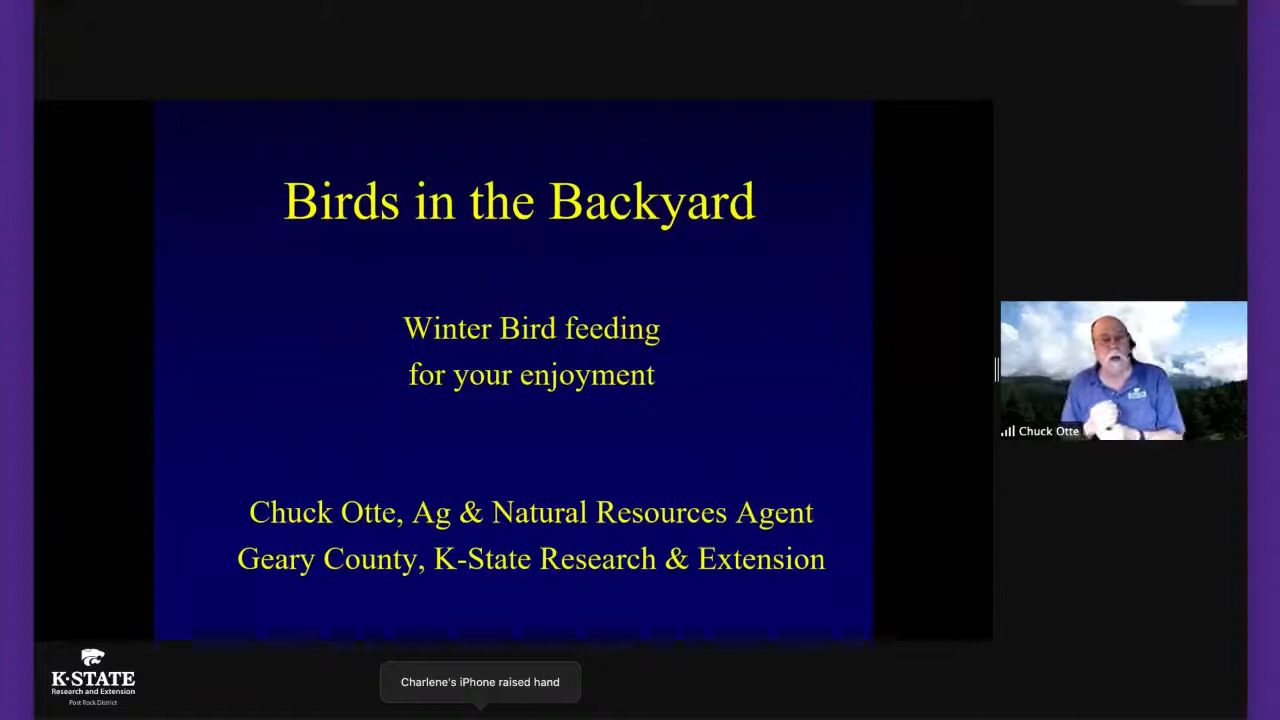 Birds in the Backyard
Winter Bird feeding
for your enjoyment
Chuck Otte, Ag & Natural Resources Agent
Geary County, K-State Research & Extension
Chuck Otte
K-STATE
Research and Extension
Post Rock District
Charlene's iPhone raised hand